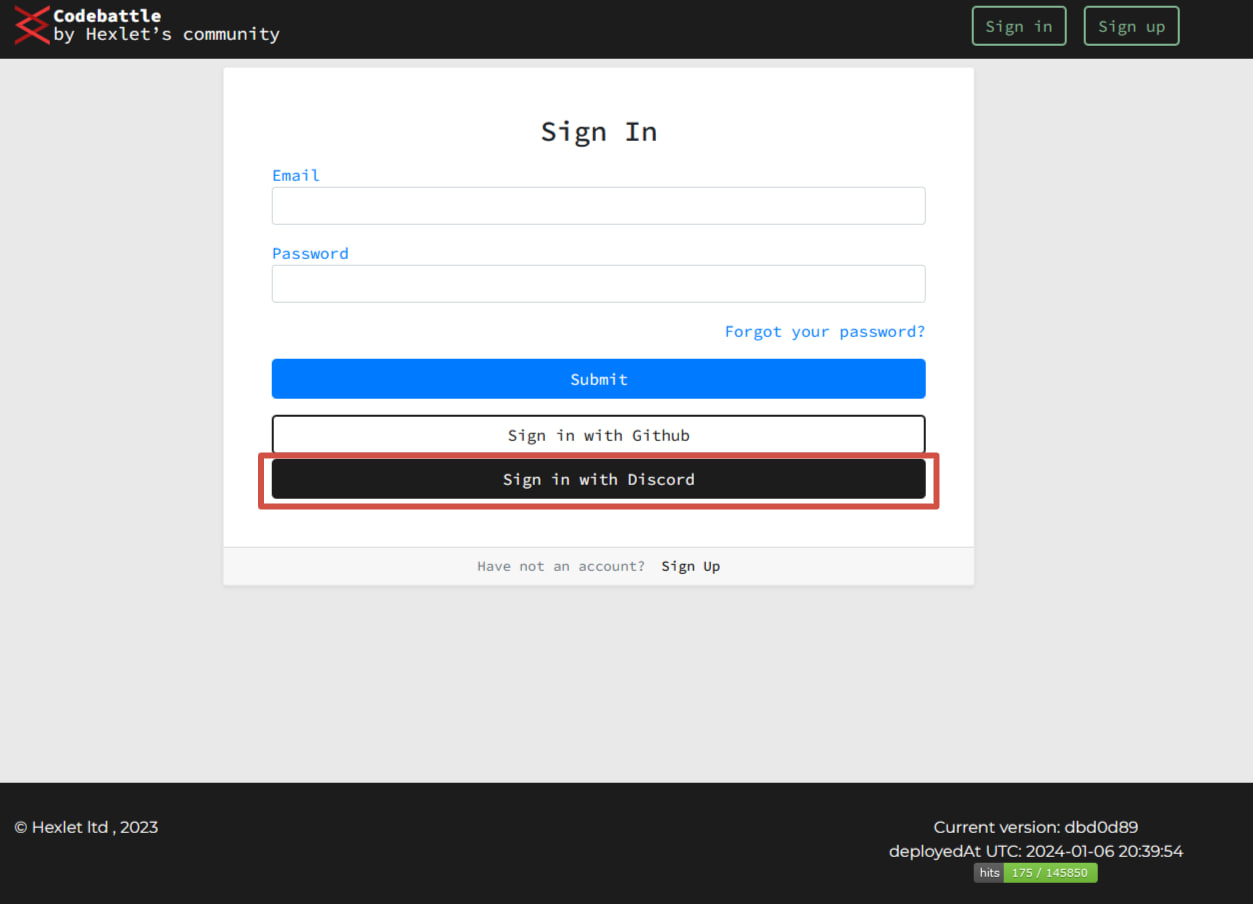 Codebattle
by Hexlet’s community
Sign in
Sign up
Sign In
Email
Password
Forgot your password?
Submit
Sign in with Github
Sign in with Discord
Have not an account? Sign Up
© Hexlet ltd , 2023
Current version: dbd0d89
deployedAt UTC: 2024-01-06 20:39:54
hits 175 / 145850